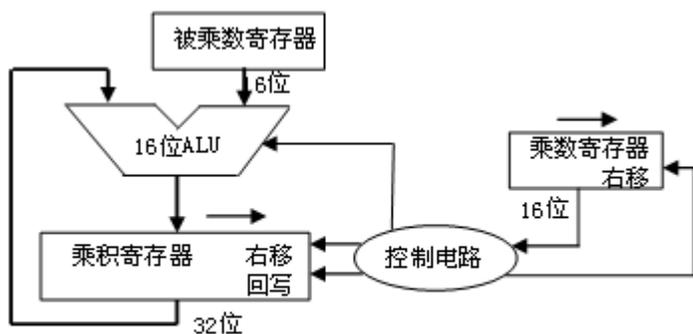 被乘数寄存器
16位
16位ALU
乘数寄存器
右移
16位
乘积寄存器
右移
回写
控制电路
32位